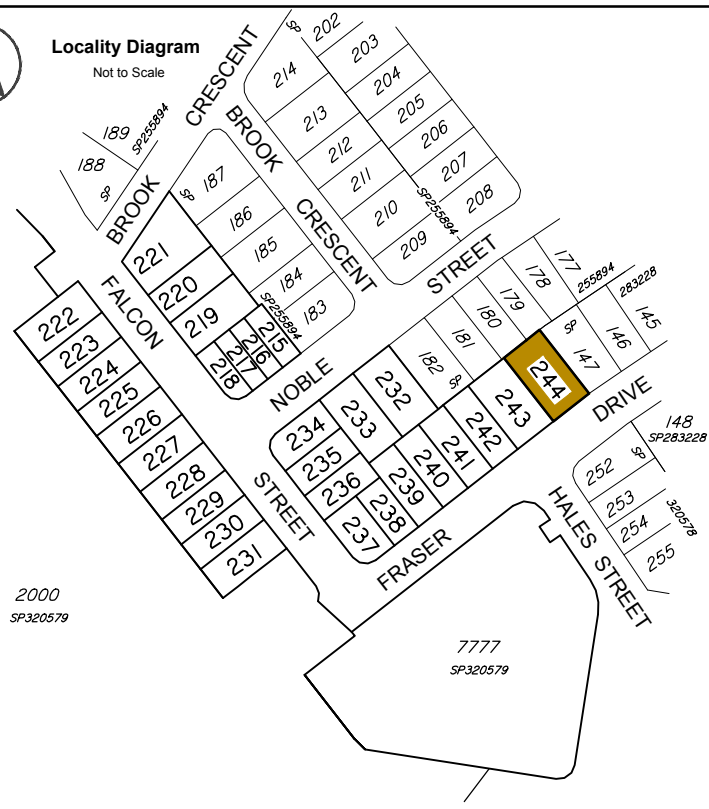 Locality Diagram
Not to Scale
189
SP255894
188
SP
BROOK
CRESCENT
SP
202
203
204
205
206
207
208
214
213
212
211
210
209
SP255894
BROOK
CRESCENT
SP
187
186
185
184
183
SP255894
221
220
219
218
217
216
215
FALCON
STREET
222
223
224
225
226
227
228
229
230
231
NOBLE
STREET
177
178
179
180
181
182
SP
255894
283228
SP
145
146
147
232
233
234
235
236
237
238
239
240
241
242
243
244
FRASER
DRIVE
148
SP283228
HALES STREET
252
SP
253
254
255
320578
2000
SP320579
7777
SP320579